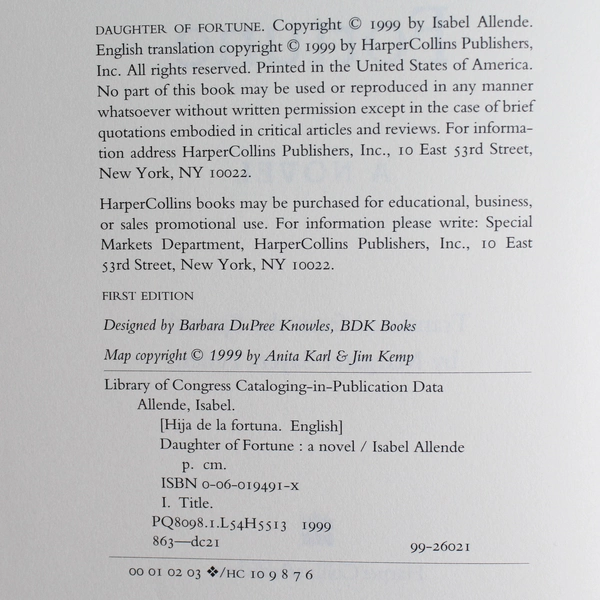 DAUGHTER OF FORTUNE. Copyright © 1999 by Isabel Allende.
English translation copyright © 1999 by HarperCollins Publishers,
Inc. All rights reserved. Printed in the United States of America.
No part of this book may be used or reproduced in any manner
whatsoever without written permission except in the case of brief
quotations embodied in critical articles and reviews. For informa-
tion address HarperCollins Publishers, Inc., 10 East 53rd Street,
New York, NY 10022.
HarperCollins books may be purchased for educational, business,
or sales promotional use. For information please write: Special
Markets Department, HarperCollins Publishers, Inc., 10 East
53rd Street, New York, NY 10022.
FIRST EDITION
Designed by Barbara DuPree Knowles, BDK Books
Map copyright © 1999 by Anita Karl & Jim Kemp
Library of Congress Cataloging-in-Publication Data
Allende, Isabel.
[Hija de la fortuna. English]
Daughter of Fortune : a novel / Isabel Allende
p. cm.
ISBN 0-06-019491-x
I. Title.
PQ8098.1.L54H5513 1999
863—dc21 99-26021
00 01 02 03 ❖/HC 10 9 8 7 6